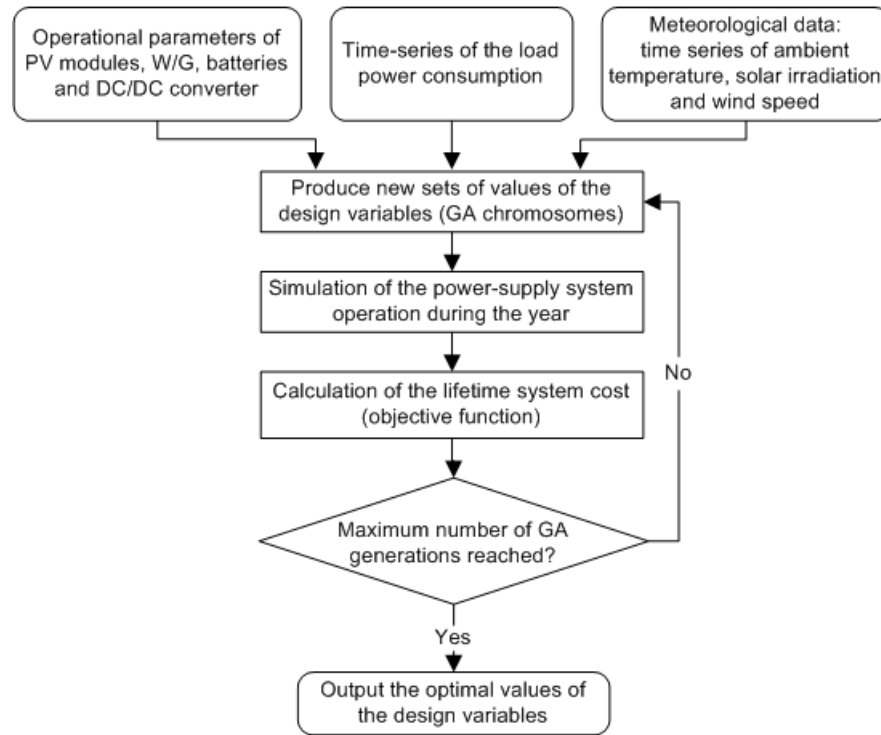 Operational parameters of
PV modules, W/G, batteries
and DC/DC converter
Time-series of the load
power consumption
Meteorological data:
time series of ambient
temperature, solar irradiation
and wind speed
Produce new sets of values of the
design variables (GA chromosomes)
Simulation of the power-supply system
operation during the year
Calculation of the lifetime system cost
(objective function)
No
Maximum number of GA
generations reached?
Yes
Output the optimal values of
the design variables